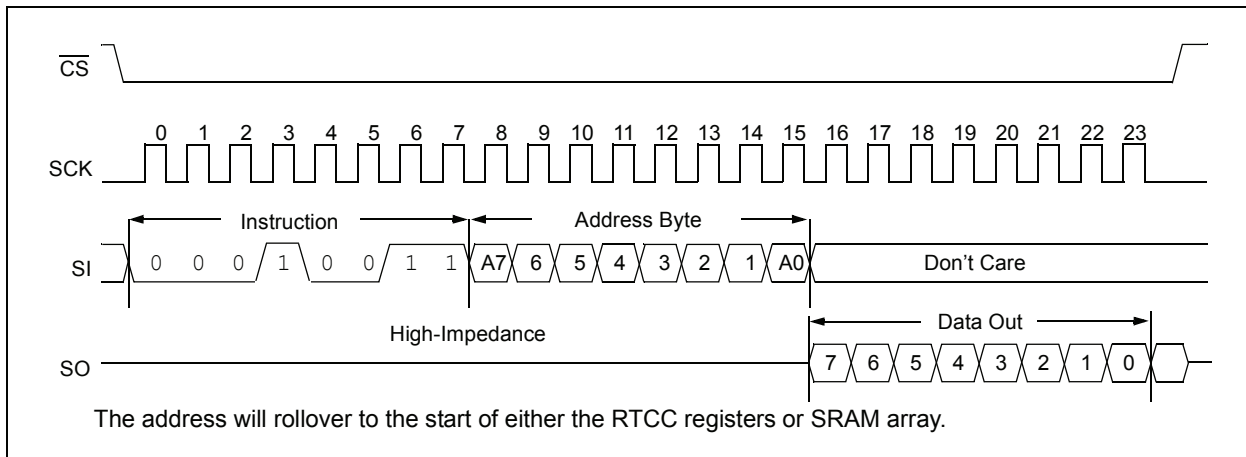 CS
0 1 2 3 4 5 6 7 8 9 10 11 12 13 14 15 16 17 18 19 20 21 22 23
SCK
Instruction Address Byte
SI 0 0 0 1 0 0 1 1 A7 6 5 4 3 2 1 A0 Don't Care
High-Impedance Data Out
SO 7 6 5 4 3 2 1 0
The address will rollover to the start of either the RTCC registers or SRAM array.